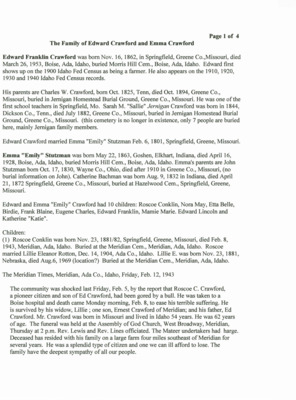 Page 1 of 4
The Family of Edward Crawford and Emma Crawford
Edward Franklin Crawford was born Nov. 16, 1862, in Springfield, Greene Co.,Missouri, died
March 26, 1953, Boise, Ada, Idaho, buried Morris Hill Cem., Boise, Ada, Idaho. Edward first
shows up on the 1900 Idaho Fed Census as being a farmer. He also appears on the 1910, 1920,
1930 and 1940 Idaho Fed Census records.
His parents are Charles W. Crawford, born Oct. 1825, Tenn, died Oct. 1894, Greene Co.,
Missouri, buried in Jernigan Homestead Burial Ground, Greene Co., Missouri. He was one of the
first school teachers in Springfield, Mo. Sarah M. "Sallie" Jernigan Crawford was born in 1844,
Dickson Co., Tenn., died July 1882, Greene Co., Missouri, buried in Jernigan Homestead Burial
Ground, Greene Co., Missouri. (this cemetery is no longer in existence, only 7 people are buried
here, mainly Jernigan family members.
Edward Crawford married Emma "Emily" Stutzman Feb. 6, 1801, Springfield, Greene, Missouri.
Emma "Emily" Stutzman was born May 22, 1863, Goshen, Elkhart, Indiana, died April 16,
1928, Boise, Ada, Idaho, buried Morris Hill Cem., Boise, Ada, Idaho. Emma's parents are John
Stutzman born Oct. 17, 1830, Wayne Co., Ohio, died after 1910 in Greene Co., Missouri, (no
burial information on John). Catherine Bachman was born Aug. 9, 1832 in Indiana, died April
21, 1872 Springfield, Greene Co., Missouri, buried at Hazelwood Cem., Springfield, Greene,
Missouri.
Edward and Emma "Emily" Crawford had 10 children: Roscoe Conklin, Nora May, Etta Belle,
Birdie, Frank Blaine, Eugene Charles, Edward Franklin, Mamie Marie. Edward Lincoln and
Katherine "Katie".
Children:
(1) Roscoe Conklin was born Nov. 23, 1881/82, Springfield, Greene, Missouri, died Feb. 8,
1943, Meridian, Ada, Idaho. Buried at the Meridian Cem., Meridian, Ada, Idaho. Roscoe
married Lillie Eleanor Rotton, Dec. 14, 1904, Ada Co., Idaho. Lillie E. was born Nov. 23, 1881,
Nebraska, died Aug.6, 1969 (location?) Buried at the Meridian Cem., Meridian, Ada, Idaho.
The Meridian Times, Meridian, Ada Co., Idaho, Friday, Feb. 12, 1943
The community was shocked last Friday, Feb. 5, by the report that Roscoe C. Crawford,
a pioneer citizen and son of Ed Crawford, had been gored by a bull. He was taken to a
Boise hospital and death came Monday morning, Feb. 8, to ease his terrible suffering. He
is survived by his widow, Lillie ; one son, Ernest Crawford of Meridian; and his father, Ed
Crawford. Mr. Crawford was born in Missouri and lived in Idaho 54 years. He was 62 years
of age. The funeral was held at the Assembly of God Church, West Broadway, Meridian,
Thursday at 2 p.m. Rev. Lewis and Rev. Lines officiated. The Mateer undertakers had harge.
Deceased has resided with his family on a large farm four miles southeast of Meridian for
several years. He was a splendid type of citizen and one we can ill afford to lose. The
family have the deepest sympathy of all our people.